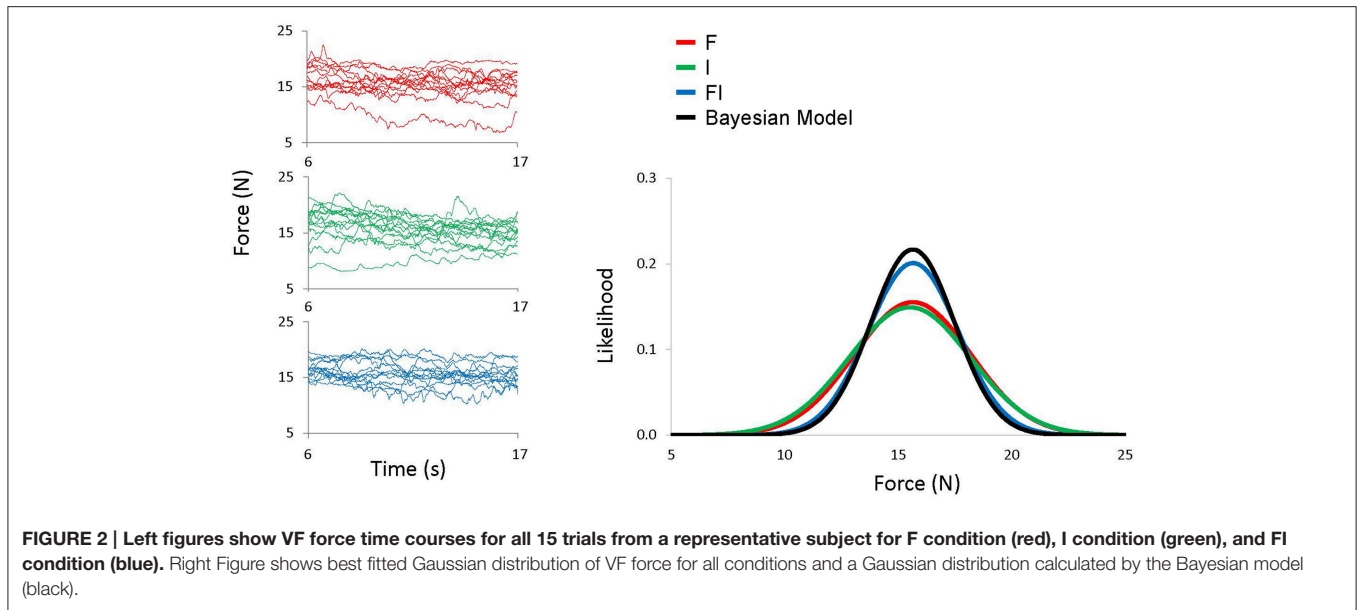 25
15
5
6
17
25
15
5
6
17
25
15
5
6
17
Force (N)
Time (s)
F
I
FI
Bayesian Model
0.3
0.2
0.1
0.0
Likelihood
5
10
15
20
25
Force (N)
FIGURE 2 | Left figures show VF force time courses for all 15 trials from a representative subject for F condition (red), I condition (green), and FI
condition (blue). Right Figure shows best fitted Gaussian distribution of VF force for all conditions and a Gaussian distribution calculated by the Bayesian model
(black).